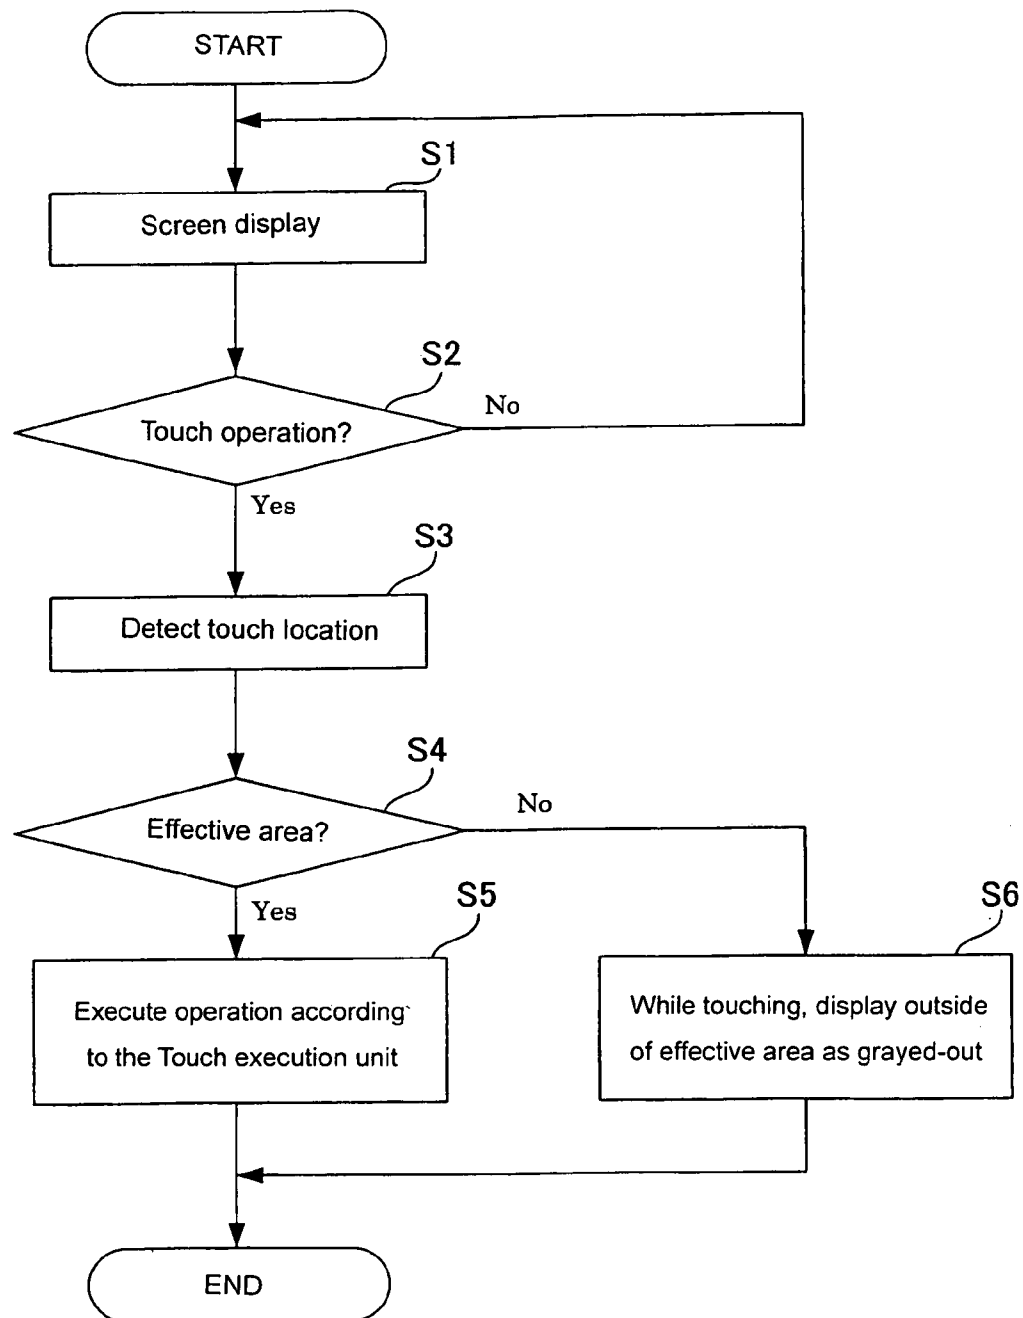 START
S1
Screen display
S2
Touch operation?
No
Yes
S3
Detect touch location
S4
Effective area?
No
Yes
S5
Execute operation according
to the Touch execution unit
S6
While touching, display outside
of effective area as grayed-out
END